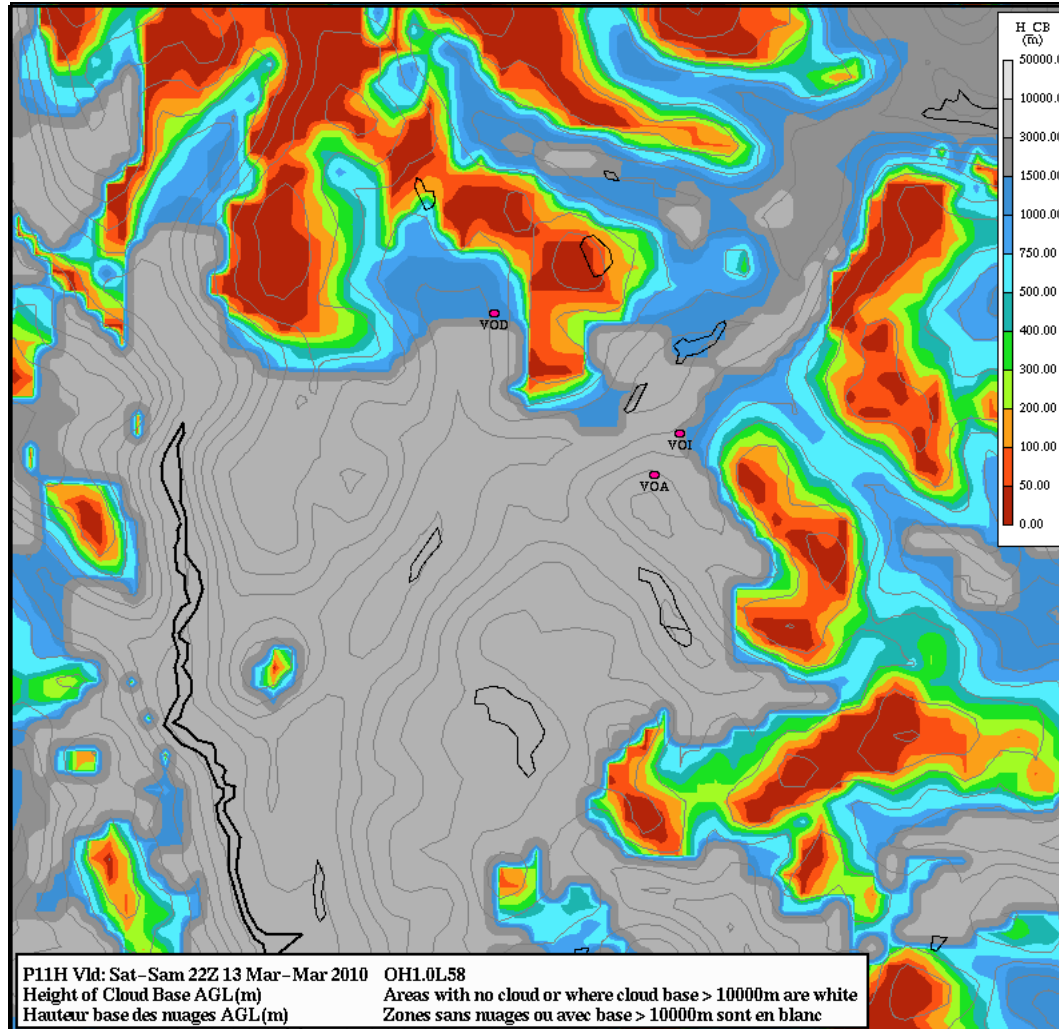 H_CB
(m)
50000.0
10000.00
3000.00
1500.00
1000.00
750.00
500.00
400.00
300.00
200.00
100.00
50.00
0.00
VOD
VOI
VOA
P11H Vld: Sat-Sam 22Z 13 Mar-Mar 2010 OH1.0L58
Height of Cloud Base AGL(m) Areas with no cloud or where cloud base > 10000m are white
Hauteur base des nuages AGL(m) Zones sans nuages ou avec base > 10000m sont en blanc